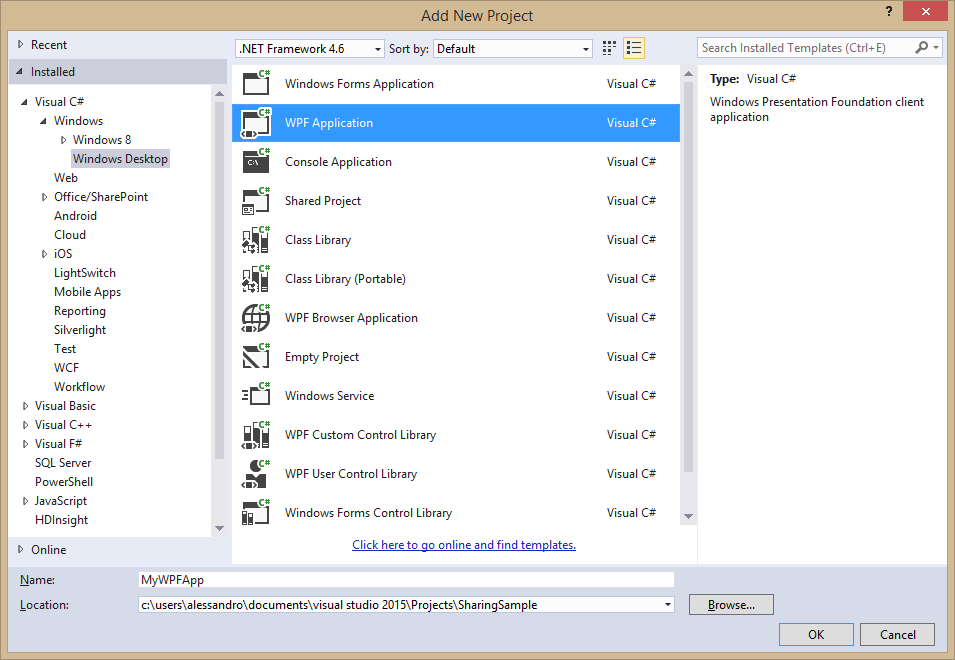 Add New Project
?
Recent
Installed
Visual C#
Windows
Windows 8
Windows Desktop
Web
Office/SharePoint
Android
Cloud
iOS
LightSwitch
Mobile Apps
Reporting
Silverlight
Test
WCF
Workflow
Visual Basic
Visual C++
Visual F#
SQL Server
PowerShell
JavaScript
HDInsight
Online
.NET Framework 4.6 Sort by: Default
C# Windows Forms Application Visual C#
C# WPF Application Visual C#
C# C:\ Console Application Visual C#
C# Shared Project Visual C#
C# Class Library Visual C#
C# Class Library (Portable) Visual C#
C# WPF Browser Application Visual C#
C# Empty Project Visual C#
C# Windows Service Visual C#
C# WPF Custom Control Library Visual C#
C# WPF User Control Library Visual C#
C# Windows Forms Control Library Visual C#
Click here to go online and find templates.
Search Installed Templates (Ctrl+E)
Type: Visual C#
Windows Presentation Foundation client
application
Name: MyWPFApp
Location: c:\users\alessandro\documents\visual studio 2015\Projects\SharingSample Browse...
OK Cancel